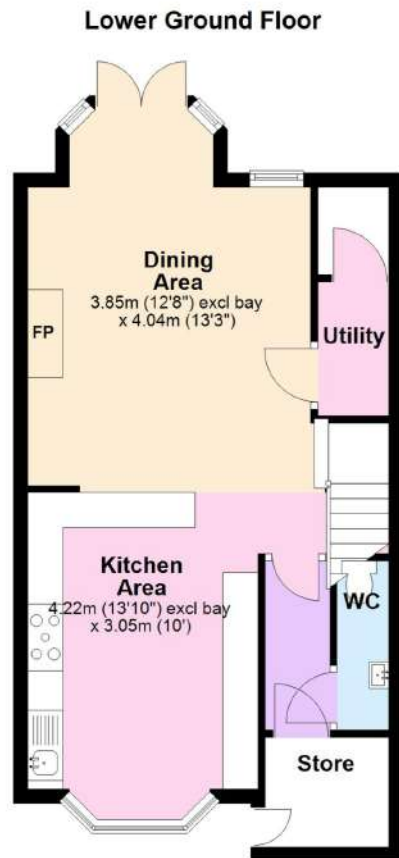 Lower Ground Floor
Dining
Area
3.85m (12'8") excl bay
x 4.04m (13'3")
FP
Utility
Kitchen
Area
4.22m (13'10") excl bay
x 3.05m (10')
WC
Store